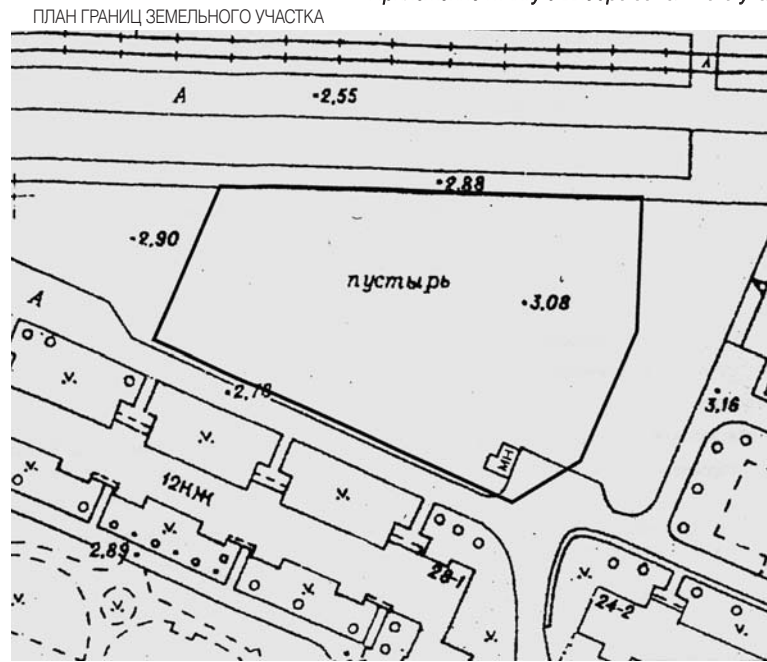 ПЛАН ГРАНИЦ ЗЕМЕЛЬНОГО УЧАСТКА
А
А
2,55
2,88
2,90
пустырь
3,08
А
2,78
3,16
МН
12НЖ
2,89
28-1
24-2